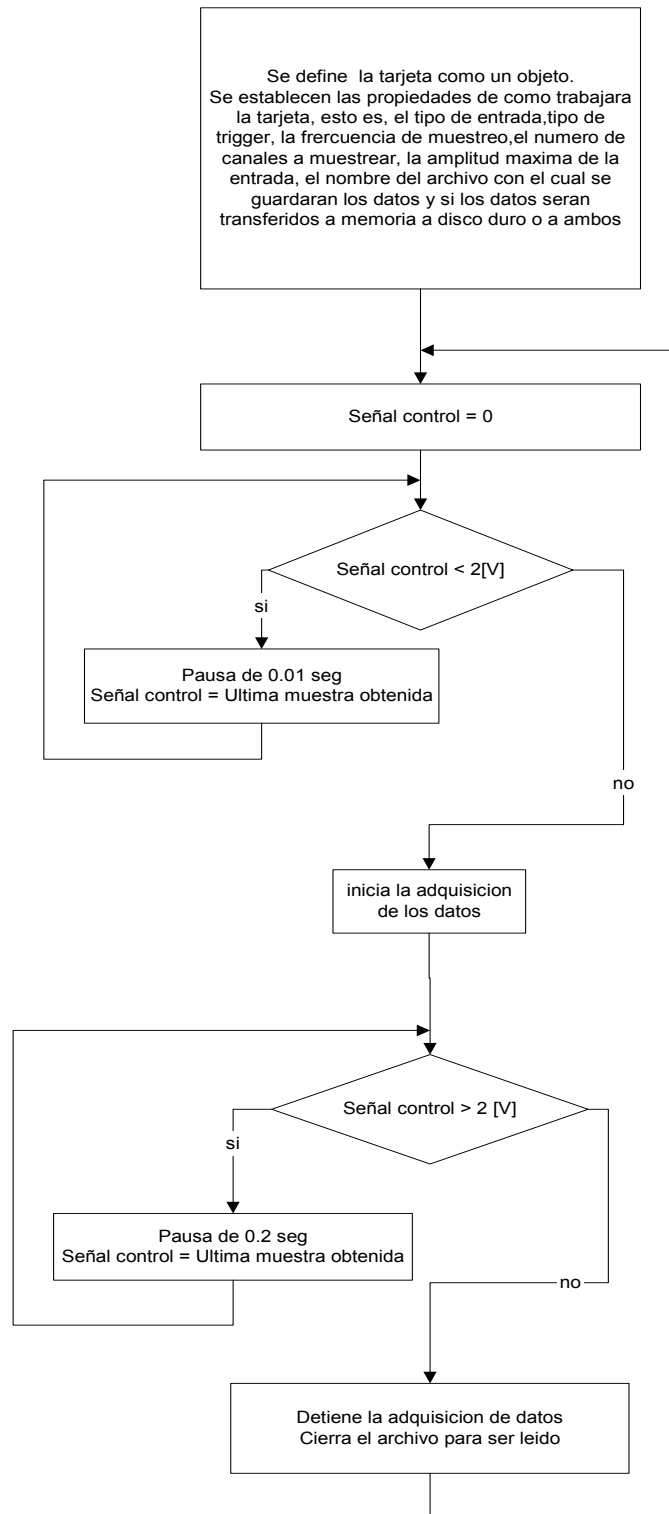 Se define la tarjeta como un objeto.
Se establecen las propiedades de como trabajara
la tarjeta, esto es, el tipo de entrada,tipo de
trigger, la frercuencia de muestreo,el numero de
canales a muestrear, la amplitud maxima de la
entrada, el nombre del archivo con el cual se
guardaran los datos y si los datos seran
transferidos a memoria a disco duro o a ambos
Señal control = 0
Señal control < 2[V]
si
Pausa de 0.01 seg
Señal control = Ultima muestra obtenida
no
inicia la adquisicion
de los datos
Señal control > 2 [V]
si
Pausa de 0.2 seg
Señal control = Ultima muestra obtenida
no
Detiene la adquisicion de datos
Cierra el archivo para ser leido